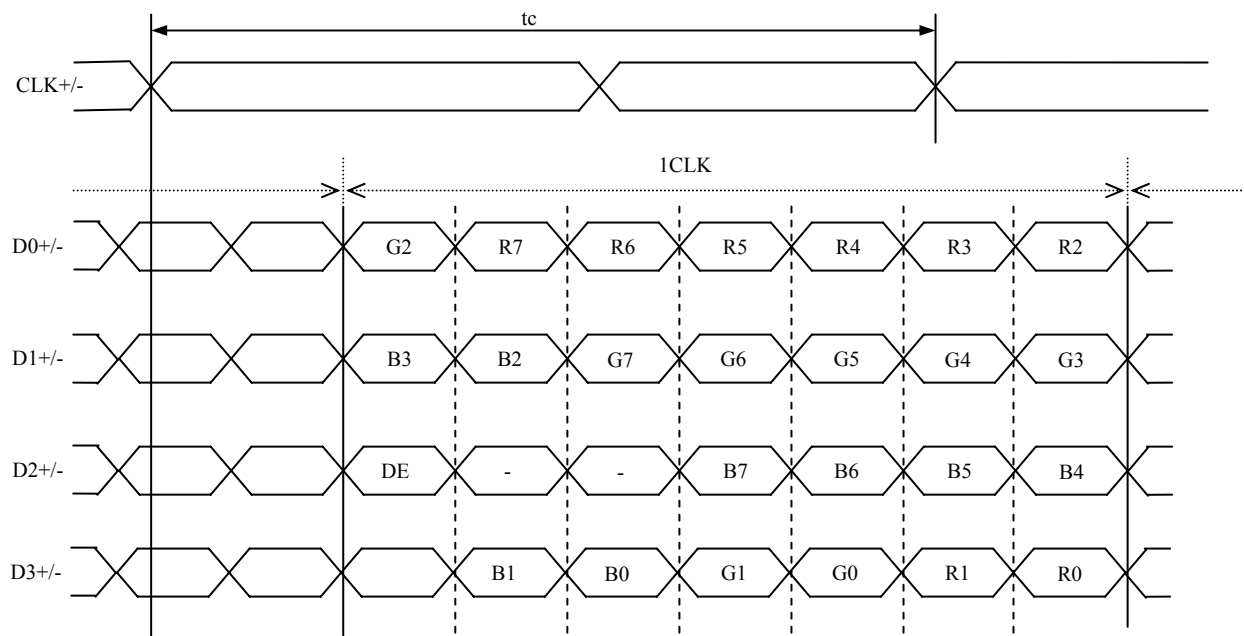 tc
CLK+/-
1CLK
D0+/- G2 R7 R6 R5 R4 R3 R2
D1+/- B3 B2 G7 G6 G5 G4 G3
D2+/- DE - - B7 B6 B5 B4
D3+/- B1 B0 G1 G0 R1 R0